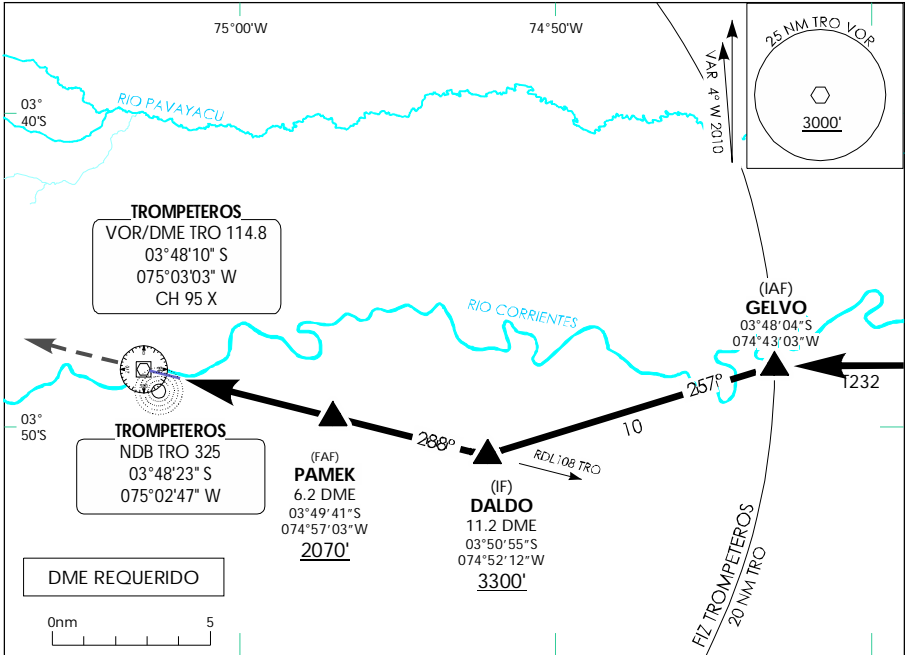 75°00'W
74°50'W
03°
40'S
RIO PAVAYACU
VAR 4° W 2010
25 NM TRO VOR
3000'
TROMPETEROS
VOR/DME TRO 114.8
03°48'10" S
075°03'03" W
CH 95 X
RIO CORRIENTES
(IAF)
GELVO
03°48'04"S
074°43'03"W
T232
257°
10
288°
RDL108 TRO
03°
50'S
TROMPETEROS
NDB TRO 325
03°48'23" S
075°02'47" W
(FAF)
PAMEK
6.2 DME
03°49'41"S
074°57'03"W
2070'
(IF)
DALDO
11.2 DME
03°50'55"S
074°52'12"W
3300'
FIZ TROMPETEROS
20 NM TRO
DME REQUERIDO
0nm 5